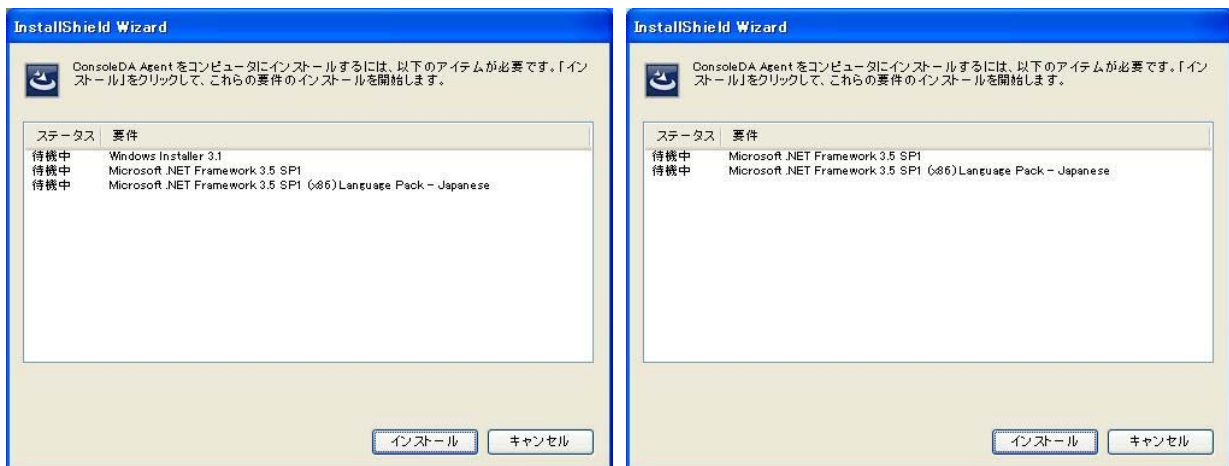 InstallShield Wizard
ConsoleDA Agent をコンピュータにインストールするには、以下のアイテムが必要です。「イン
ストール」をクリックして、これらの要件のインストールを開始します。
ステータス 要件
待機中 Windows Installer 3.1
待機中 Microsoft .NET Framework 3.5 SP1
待機中 Microsoft .NET Framework 3.5 SP1 (x86) Language Pack - Japanese
インストール キャンセル
InstallShield Wizard
ConsoleDA Agent をコンピュータにインストールするには、以下のアイテムが必要です。「イン
ストール」をクリックして、これらの要件のインストールを開始します。
ステータス 要件
待機中 Microsoft .NET Framework 3.5 SP1
待機中 Microsoft .NET Framework 3.5 SP1 (x86) Language Pack - Japanese
インストール キャンセル